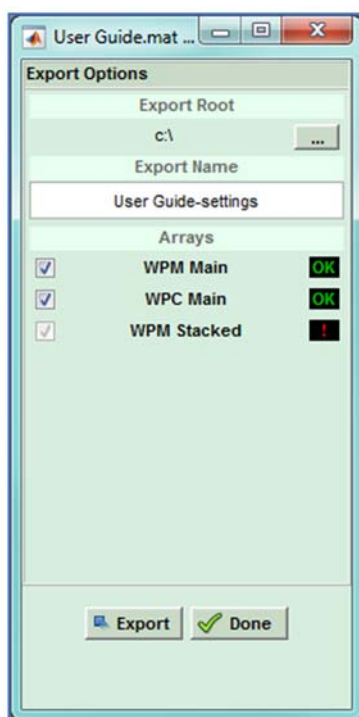 User Guide.mat ...
Export Options
Export Root
c:\
...
Export Name
User Guide-settings
Arrays
WPM Main OK
WPC Main OK
WPM Stacked !
Export Done